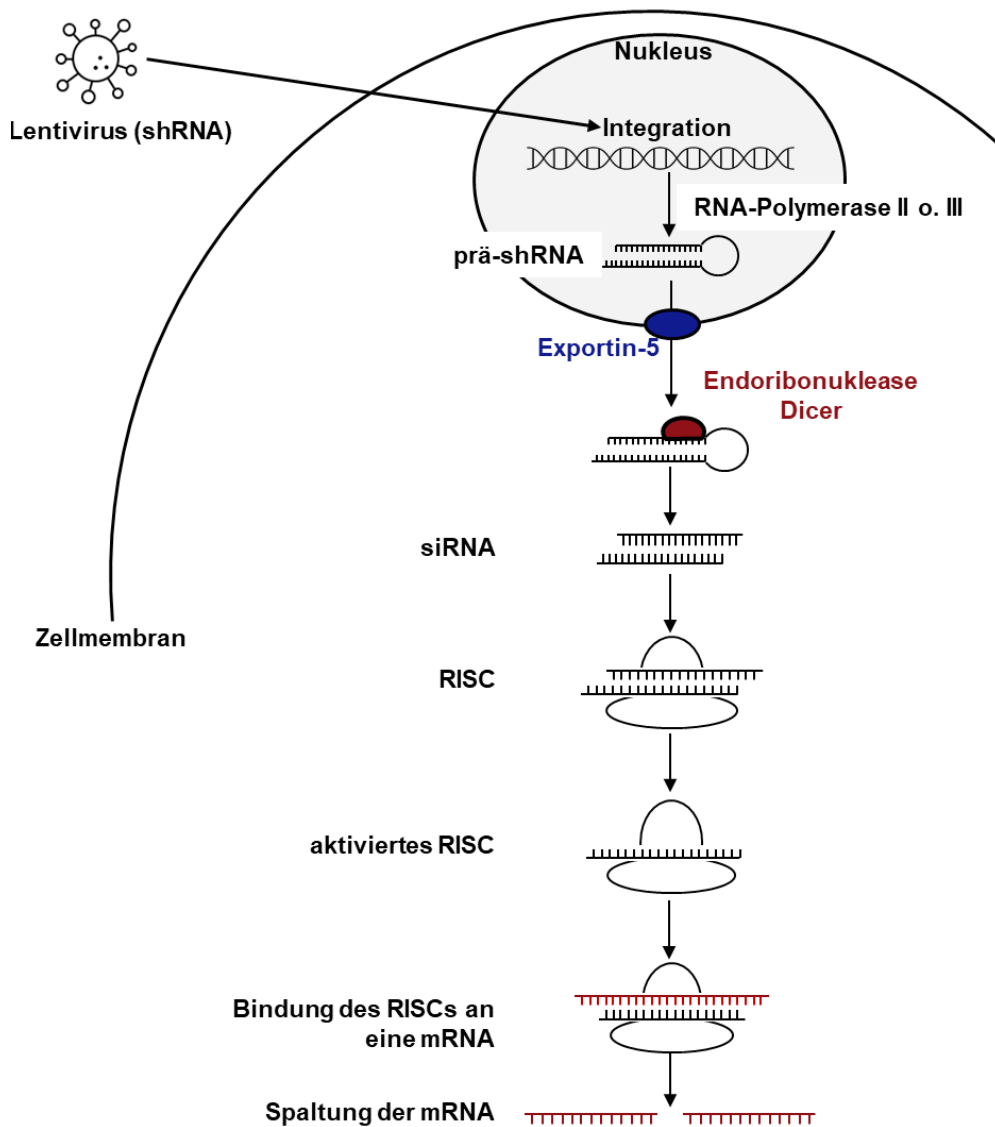 Nukleus
Lentivirus (shRNA)
Integration
RNA-Polymerase II o. III
prä-shRNA
Exportin-5
Endoribonuklease
Dicer
siRNA
Zellmembran
RISC
aktiviertes RISC
Bindung des RISCs an
eine mRNA
Spaltung der mRNA